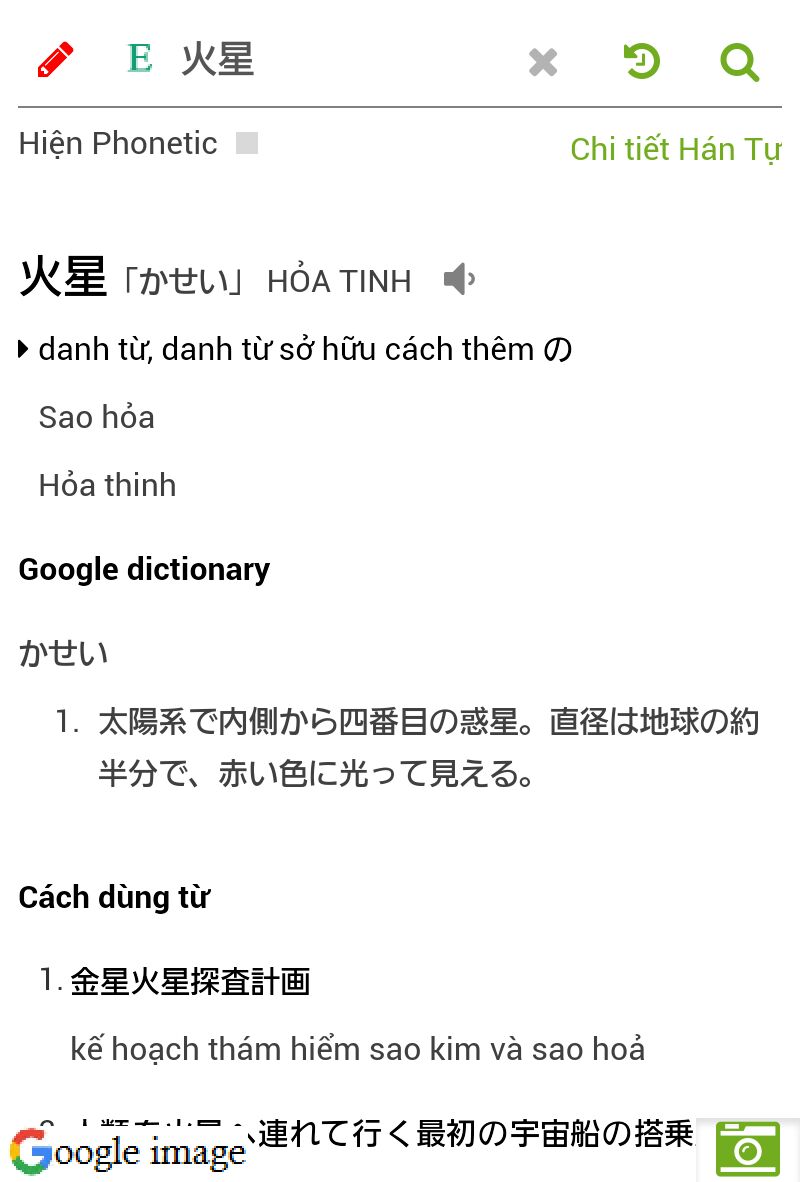 E 火星
Hiện Phonetic
Chi tiết Hán Tự
火星「かせい」 HỎA TINH
danh từ, danh từ sở hữu cách thêm の
Sao hỏa
Hỏa thinh
Google dictionary
かせい
1. 太陽系で内側から四番目の惑星。直径は地球の約
半分で、赤い色に光って見える。
Cách dùng từ
1. 金星火星探査計画
kế hoạch thám hiểm sao kim và sao hoả
連れて行く最初の宇宙船の搭乗
Google image